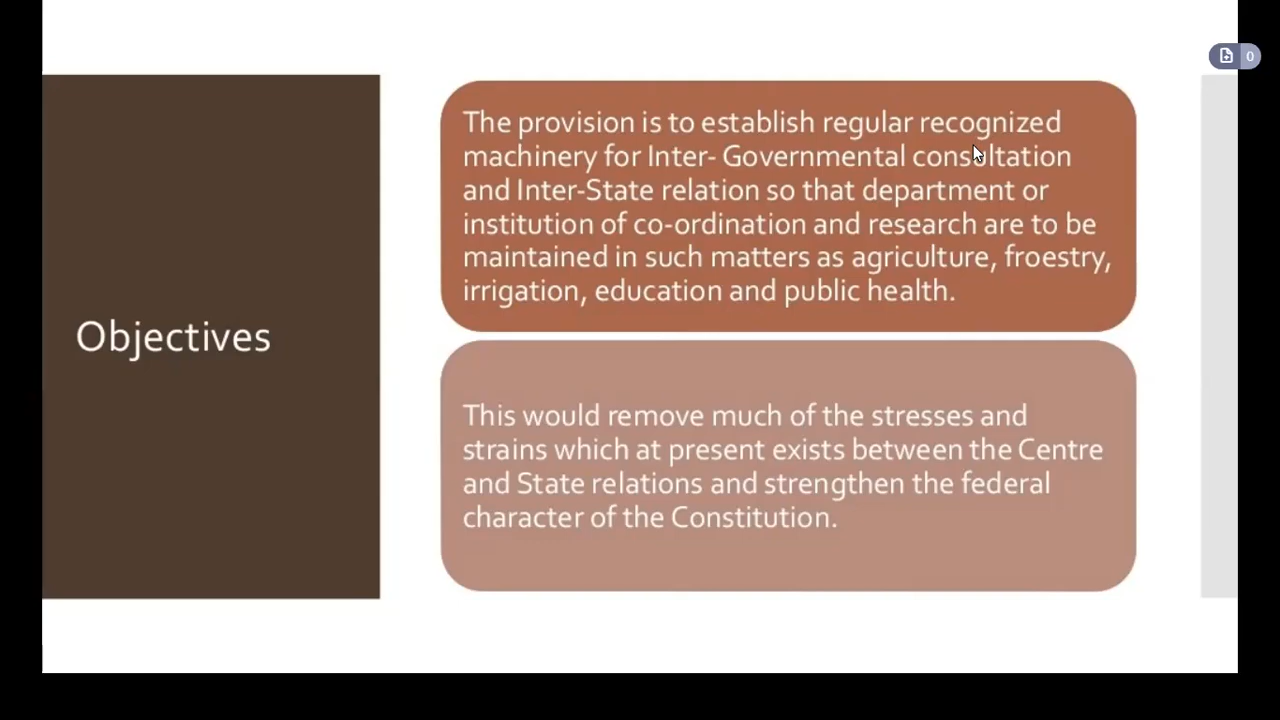 0
The provision is to establish regular recognized
machinery for Inter- Governmental consultation
and Inter-State relation so that department or
institution of co-ordination and research are to be
maintained in such matters as agriculture, froestry,
irrigation, education and public health.
Objectives
This would remove much of the stresses and
strains which at present exists between the Centre
and State relations and strengthen the federal
character of the Constitution.